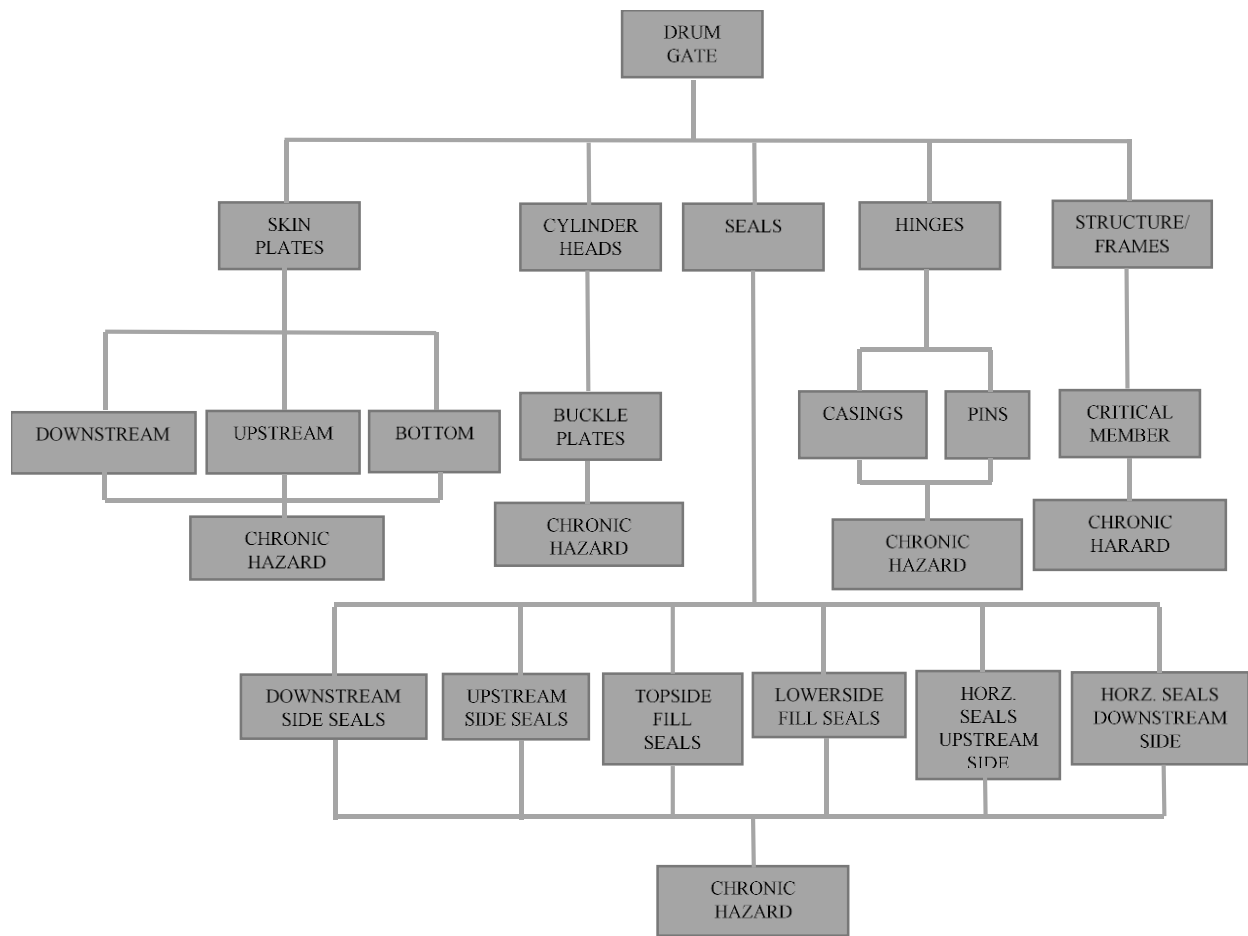 DRUM
GATE
SKIN
PLATES
CYLINDER
HEADS
SEALS
HINGES
STRUCTURE/
FRAMES
DOWNSTREAM
UPSTREAM
BOTTOM
BUCKLE
PLATES
CASINGS
PINS
CRITICAL
MEMBER
CHRONIC
HAZARD
CHRONIC
HAZARD
CHRONIC
HAZARD
CHRONIC
HARARD
DOWNSTREAM
SIDE SEALS
UPSTREAM
SIDE SEALS
TOPSIDE
FILL
SEALS
LOWERSIDE
FILL SEALS
HORZ.
SEALS
UPSTREAM
SIDE
HORZ. SEALS
DOWNSTREAM
SIDE
CHRONIC
HAZARD